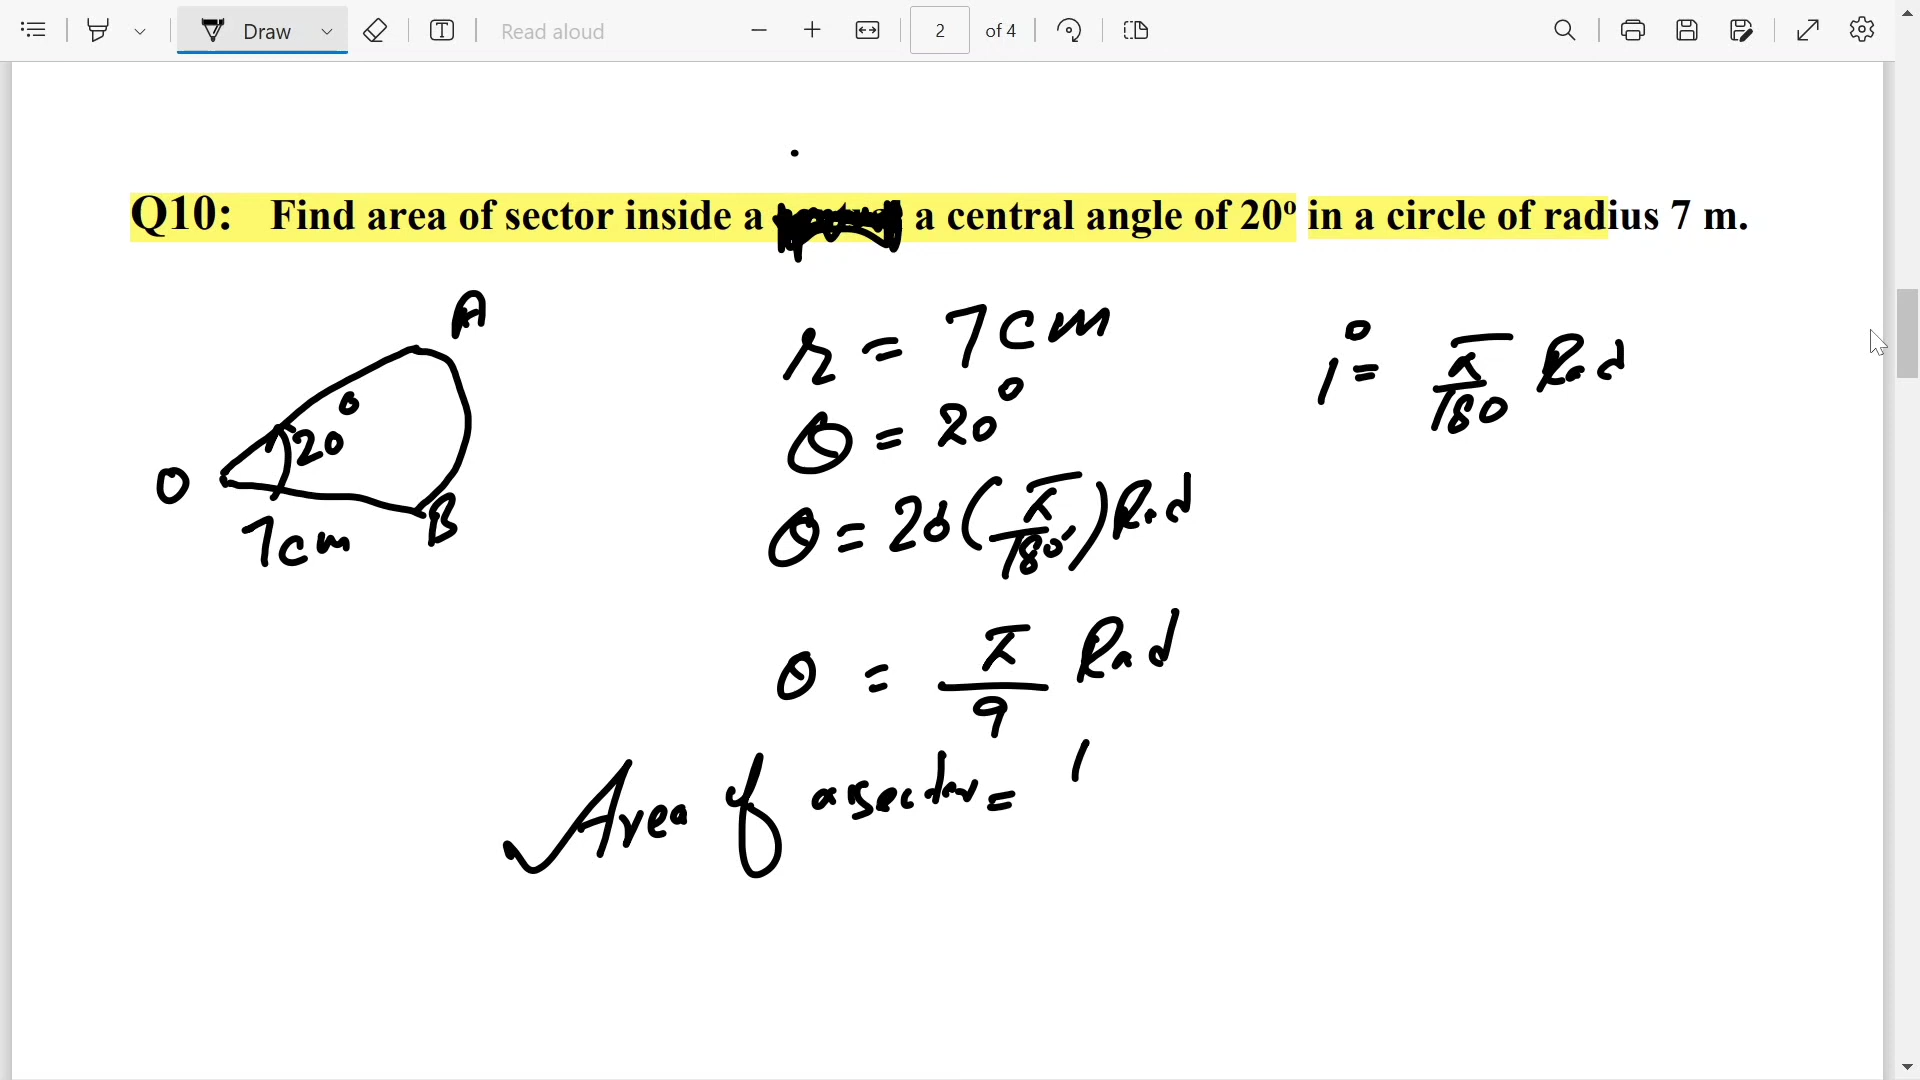 Draw
Read aloud
2 of 4
Q10: Find area of sector inside a a central angle of 20º in a circle of radius 7 m.
A
O
20°
B
7cm
r = 7cm
θ = 20°
θ = 20(π/180)Rad
θ = π/9 Rad
1° = π/180 Rad
Area of a sector = 1